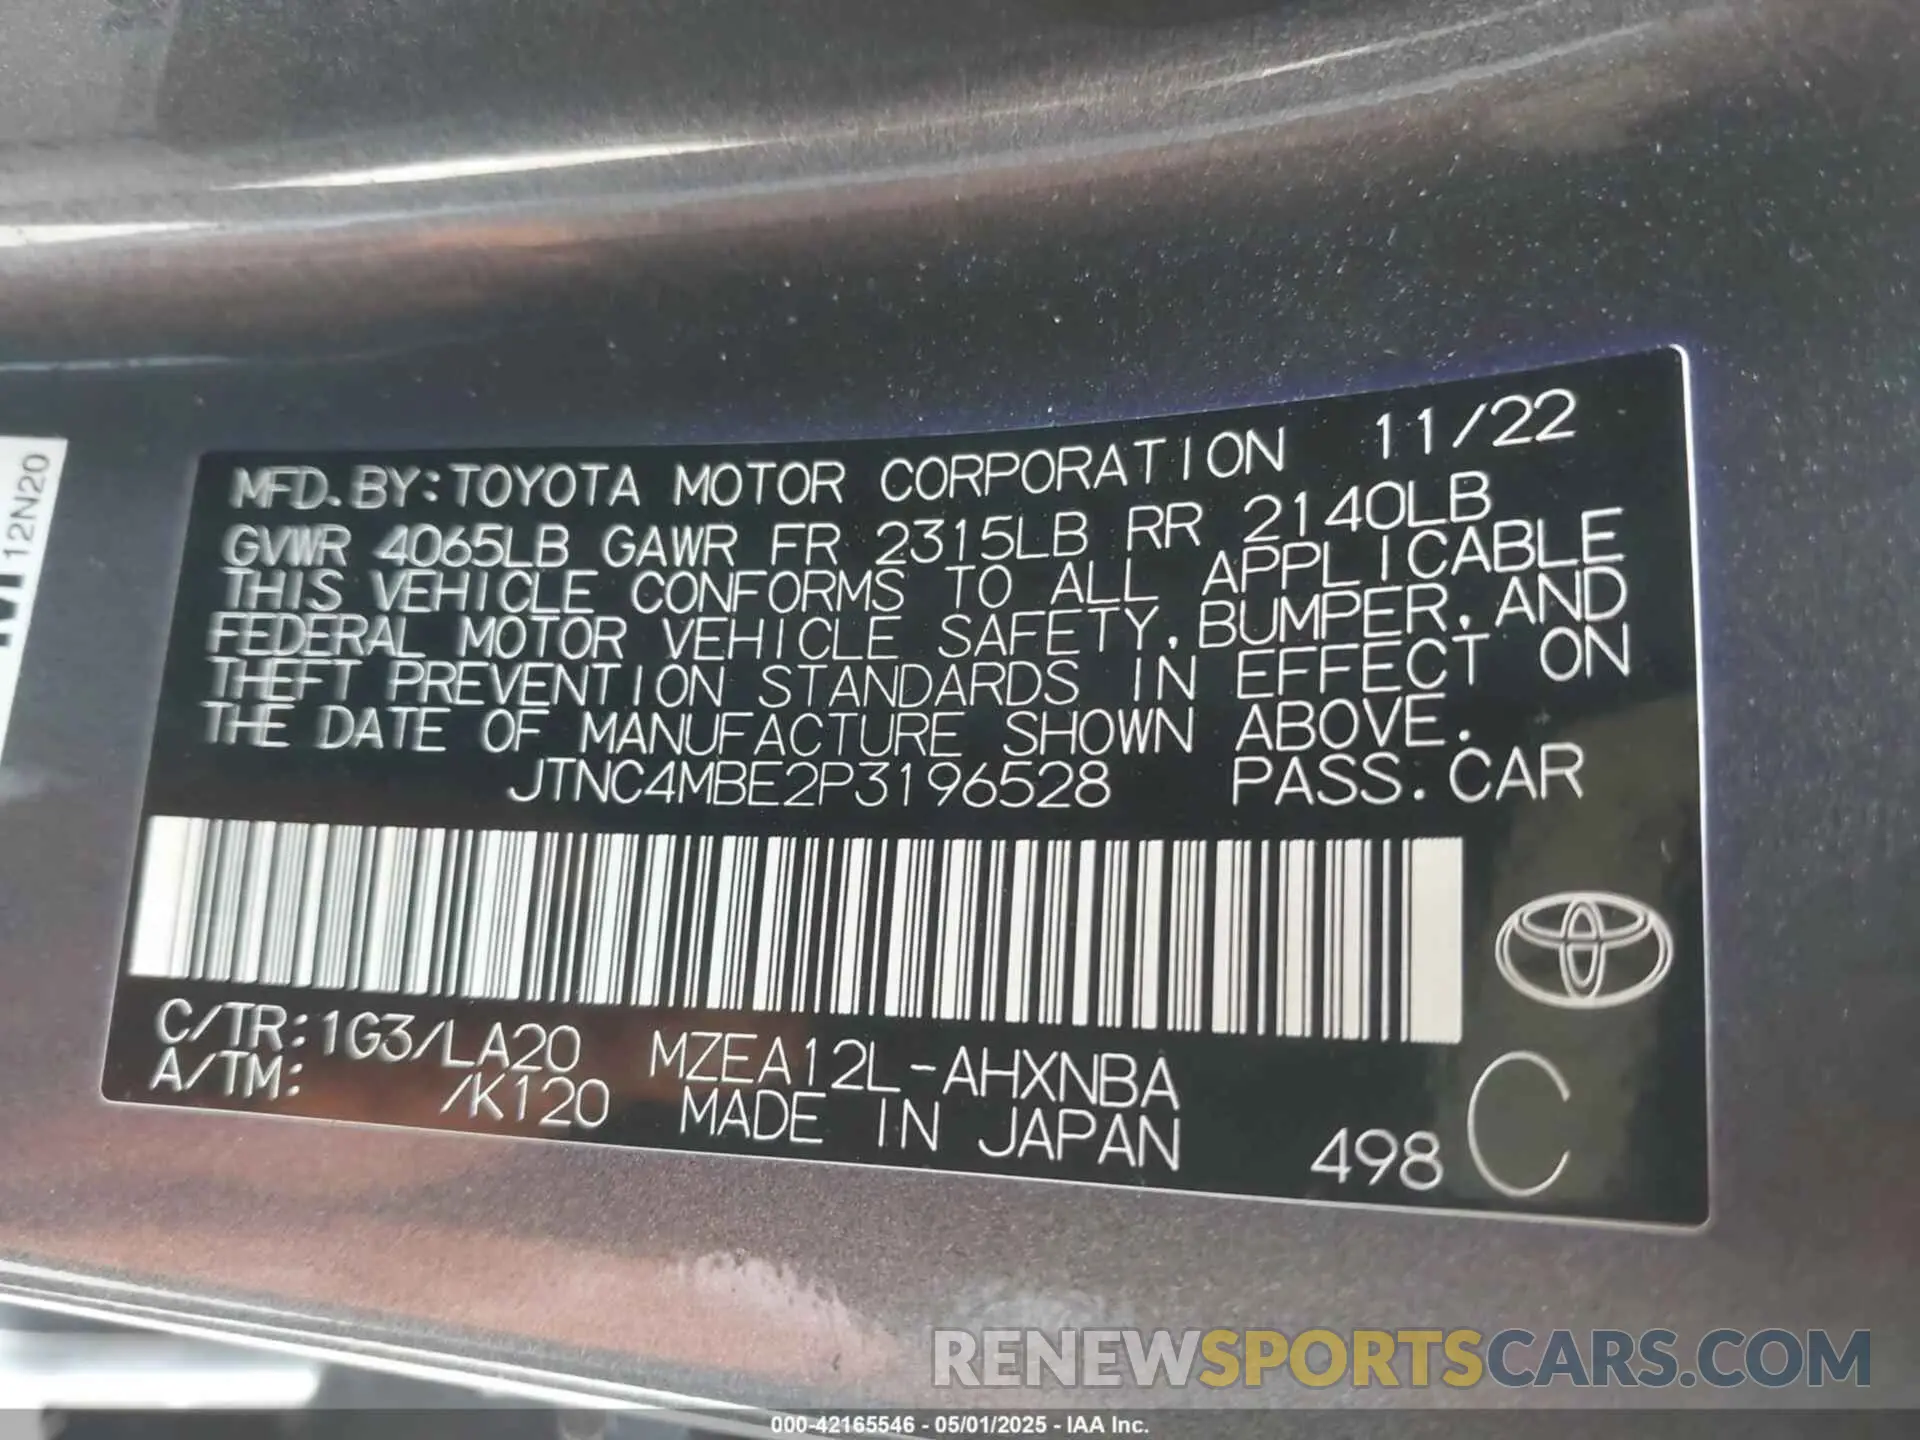 MFD. BY: TOYOTA MOTOR CORPORATION 11/22
GVWR 4065LB GAWR FR 2315LB RR 2140LB
THIS VEHICLE CONFORMS TO ALL APPLICABLE
FEDERAL MOTOR VEHICLE SAFETY, BUMPER, AND
THEFT PREVENTION STANDARDS IN EFFECT ON
THE DATE OF MANUFACTURE SHOWN ABOVE.
JTNC4MBE2P3196528 PASS. CAR
C/TR: 1G3/LA20 MZEA12L-AHXNBA
A/TM: /K120 MADE IN JAPAN
498 C
12N20
RENEWSPORTSCARS.COM
000-42165546 - 05/01/2025 - IAA Inc.